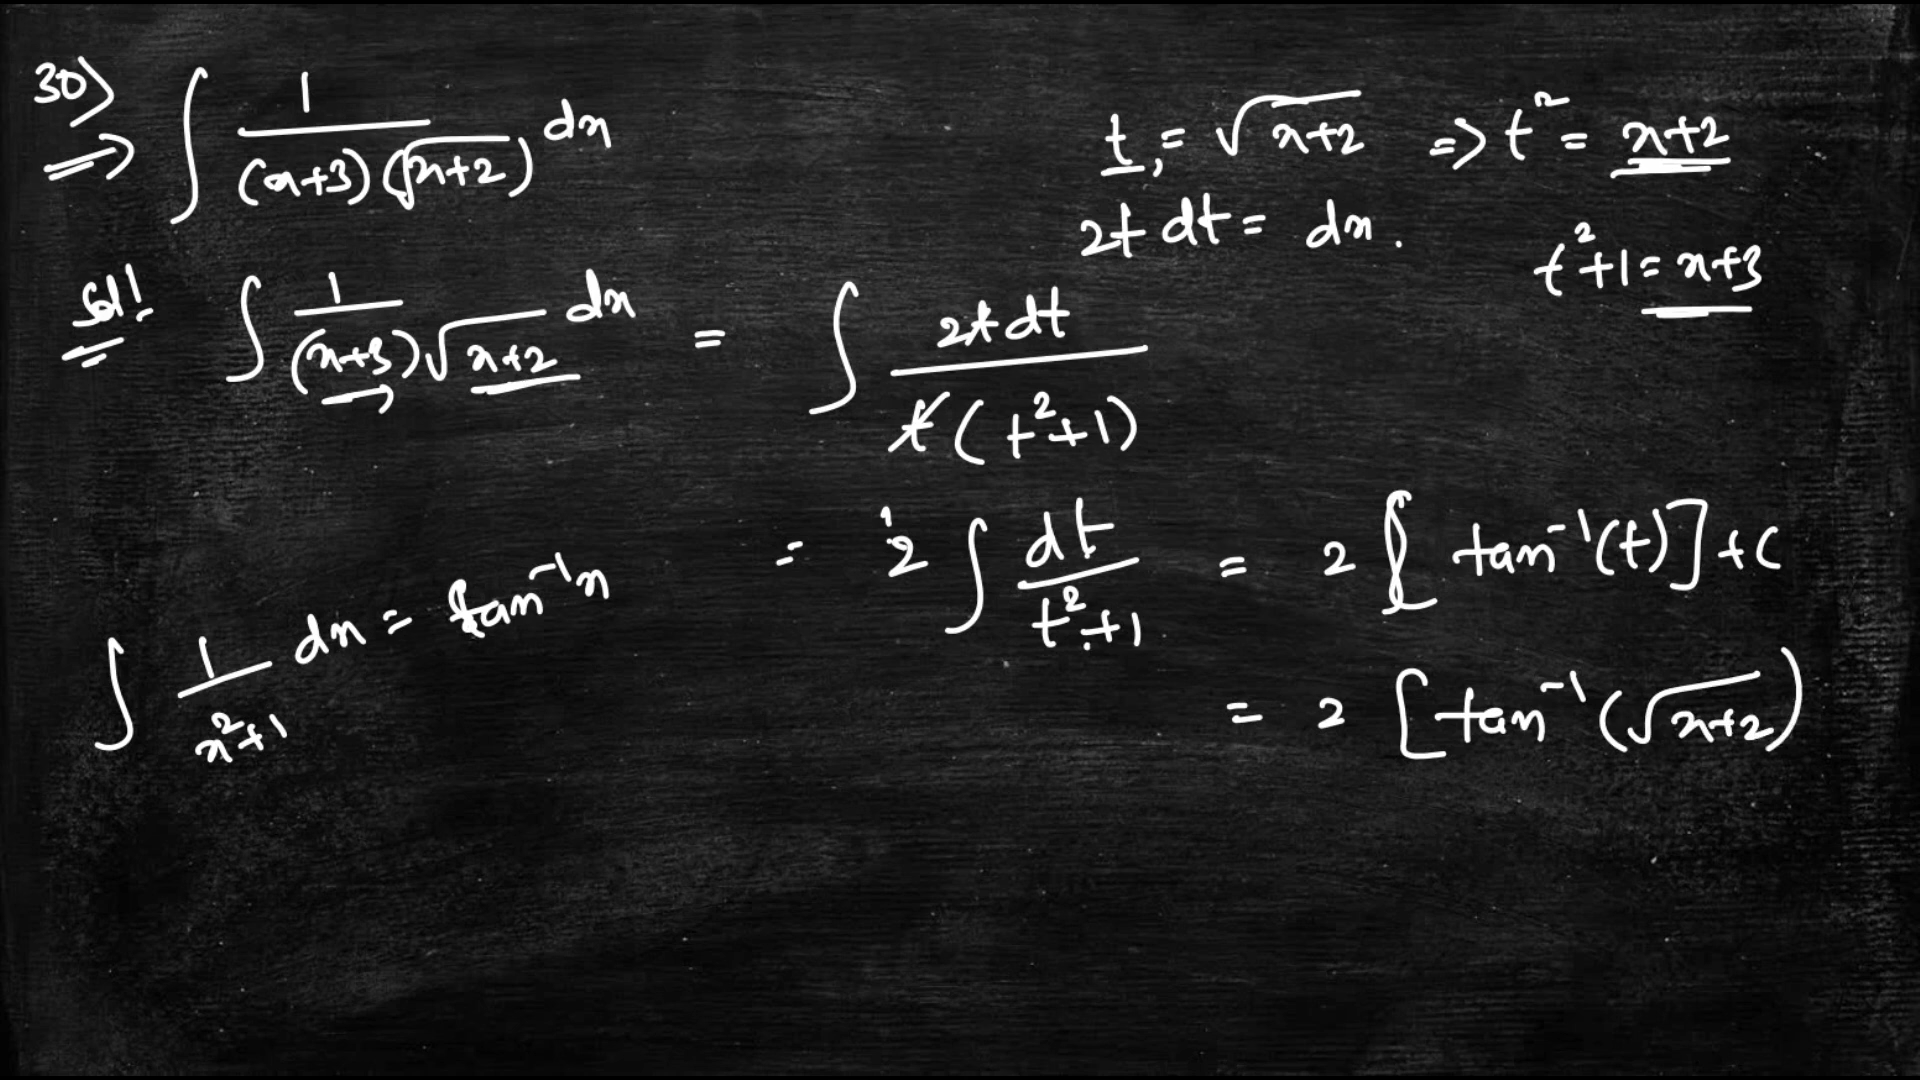 30) ∫ 1/((x+3)(√x+2)) dx
t = √x+2 => t² = x+2
2t dt = dx.
t²+1 = x+3
Sol: ∫ 1/((x+3)√x+2) dx = ∫ 2t dt / t(t²+1)
= 2 ∫ dt/(t²+1) = 2 [tan⁻¹(t)] + C
∫ 1/(x²+1) dx = tan⁻¹x
= 2 [tan⁻¹(√x+2)